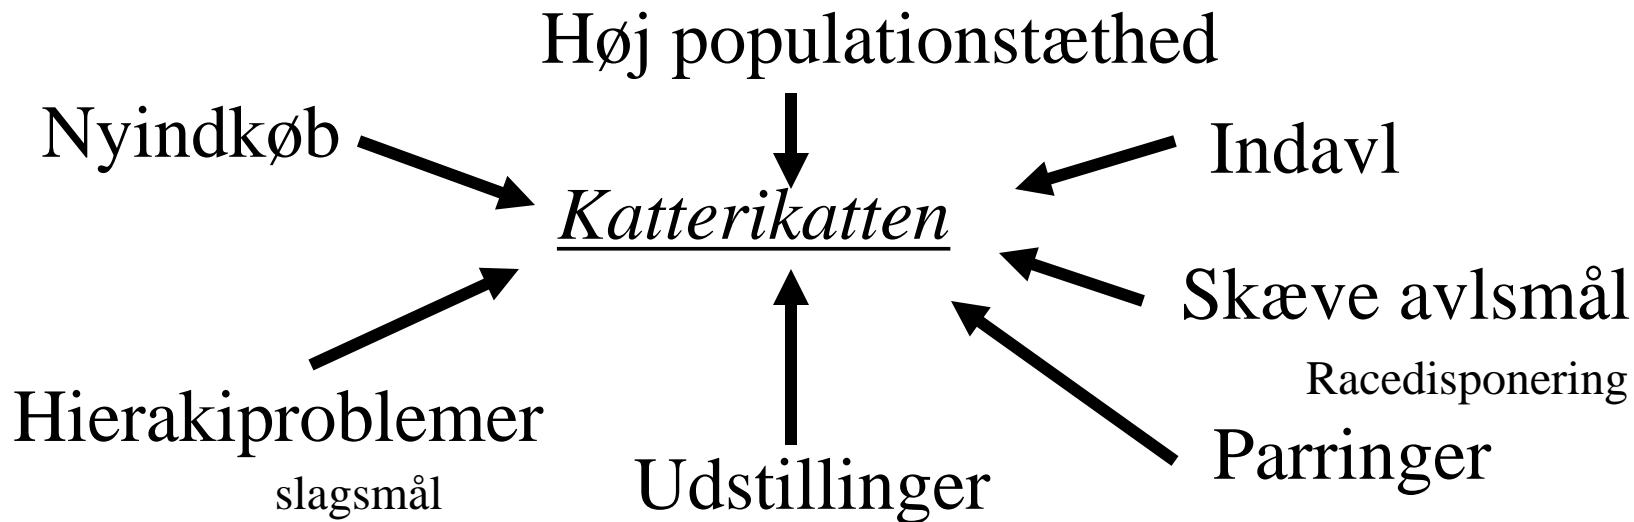 Høj populationstæthed
Nyindkøb
Indavl
Katterikatten
Skæve avlsmål
Racedisponering
Hierakiproblemer
slagsmål
Udstillinger
Parringer